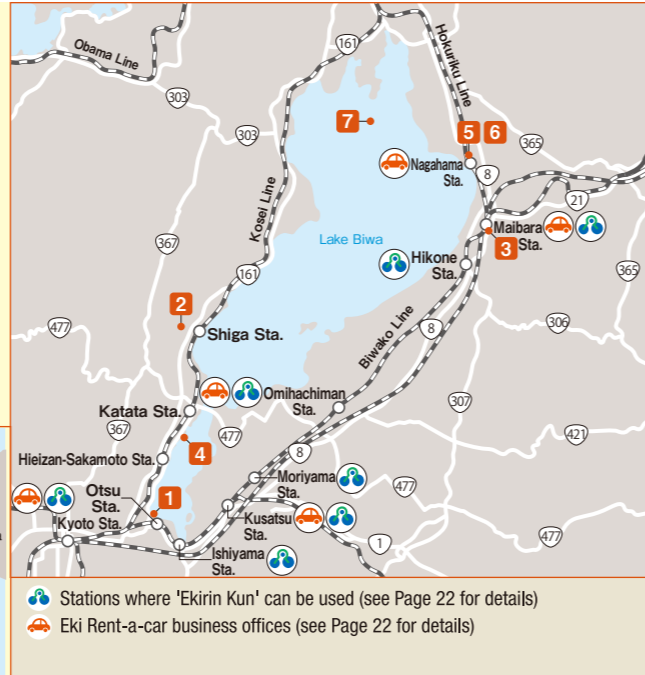 Obama Line
161
Hokuriku Line
303
303
7
5 6
365
Nagahama
Sta.
8
21
Kosei Line
Lake Biwa
Maibara
Sta.
3
367
Hikone
Sta.
365
161
2
477
Shiga Sta.
Biwako Line
8
306
Omihachiman
Sta.
307
Katata Sta.
367
477
421
4
8
Hieizan-Sakamoto Sta.
Moriyama
Sta.
477
Otsu
Sta.
1
Kyoto Sta.
Kusatsu
Sta.
477
1
Ishiyama
Sta.
Stations where 'Ekirin Kun' can be used (see Page 22 for details)
Eki Rent-a-car business offices (see Page 22 for details)